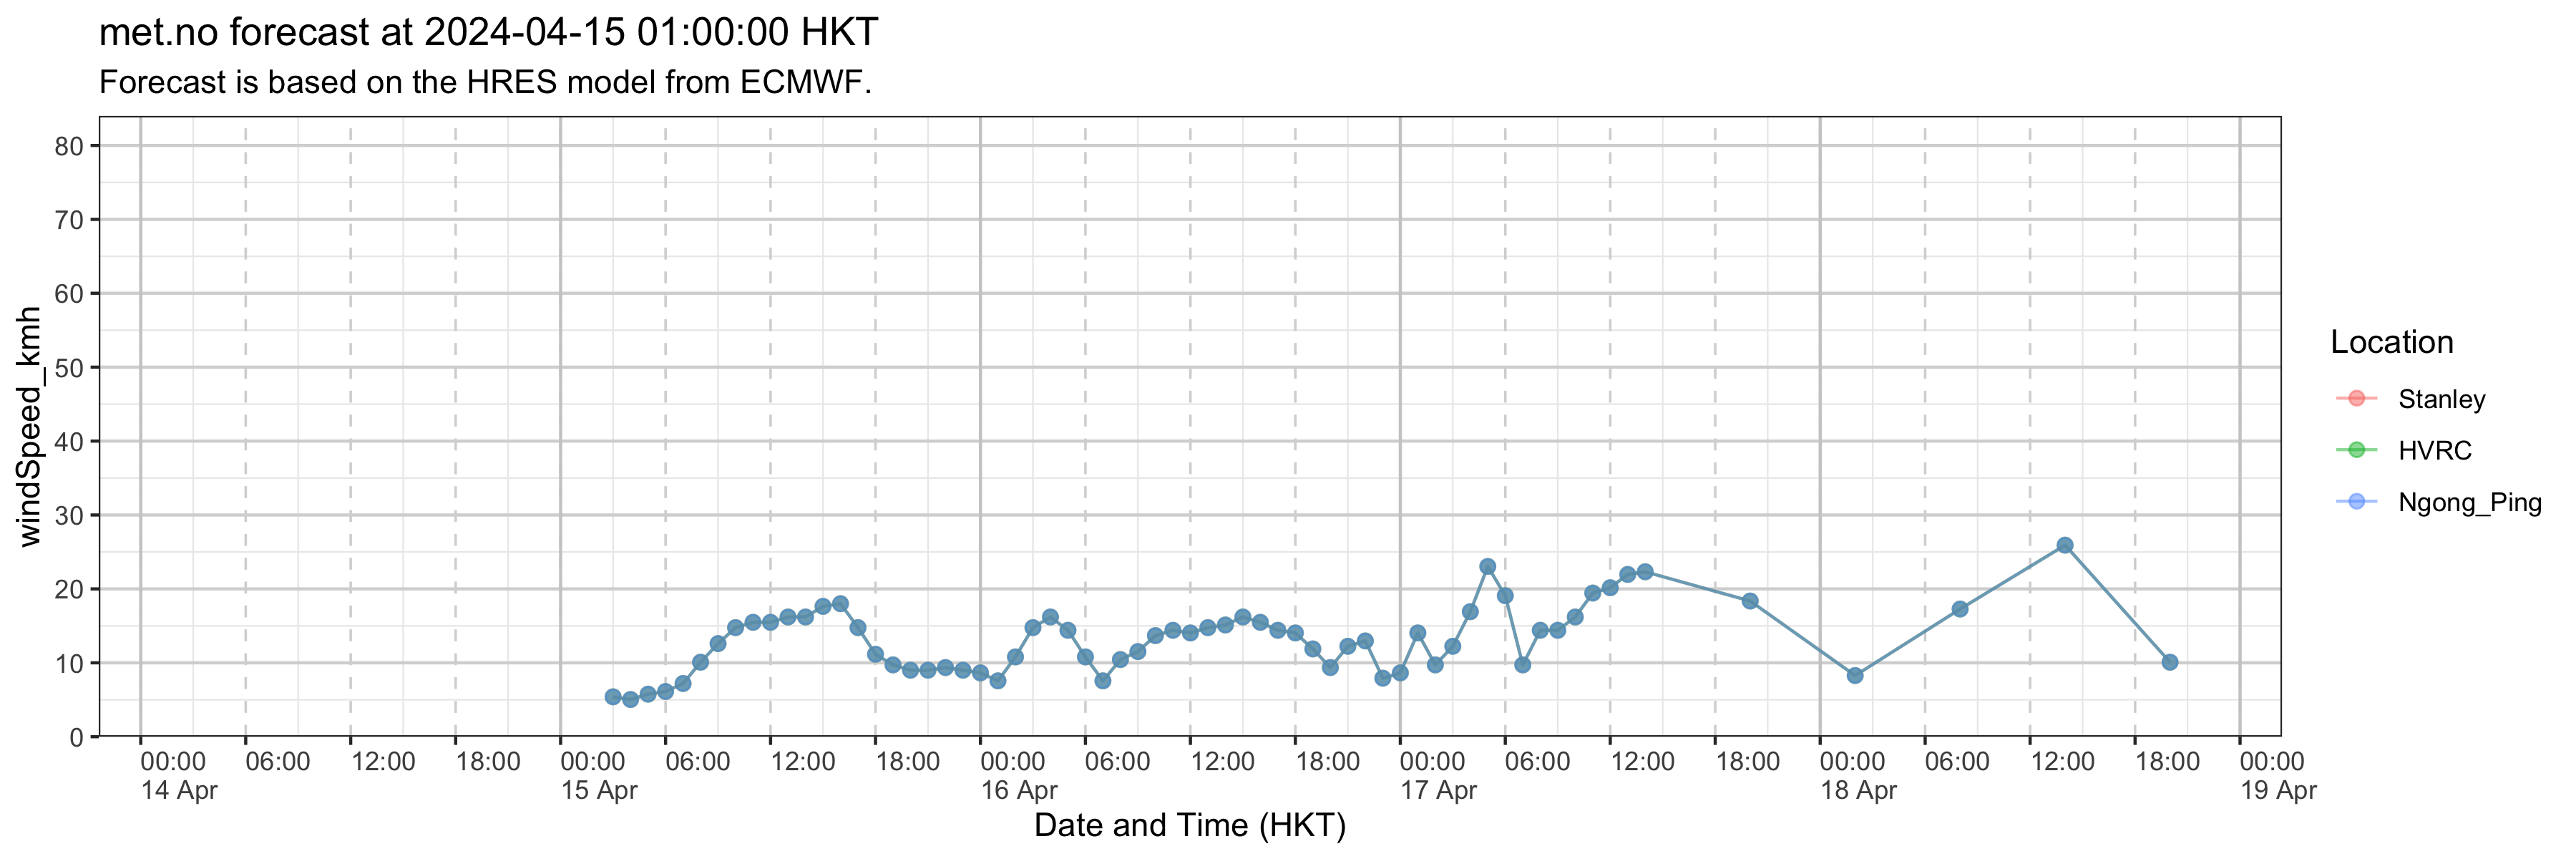 met.no forecast at 2024-04-15 01:00:00 HKT
Forecast is based on the HRES model from ECMWF.
windSpeed_kmh
80
70
60
50
40
30
20
10
0
00:00 06:00 12:00 18:00 00:00 06:00 12:00 18:00 00:00 06:00 12:00 18:00 00:00 06:00 12:00 18:00 00:00 06:00 12:00 18:00 00:00
14 Apr 15 Apr 16 Apr 17 Apr 18 Apr 19 Apr
Date and Time (HKT)
Location
Stanley
HVRC
Ngong_Ping